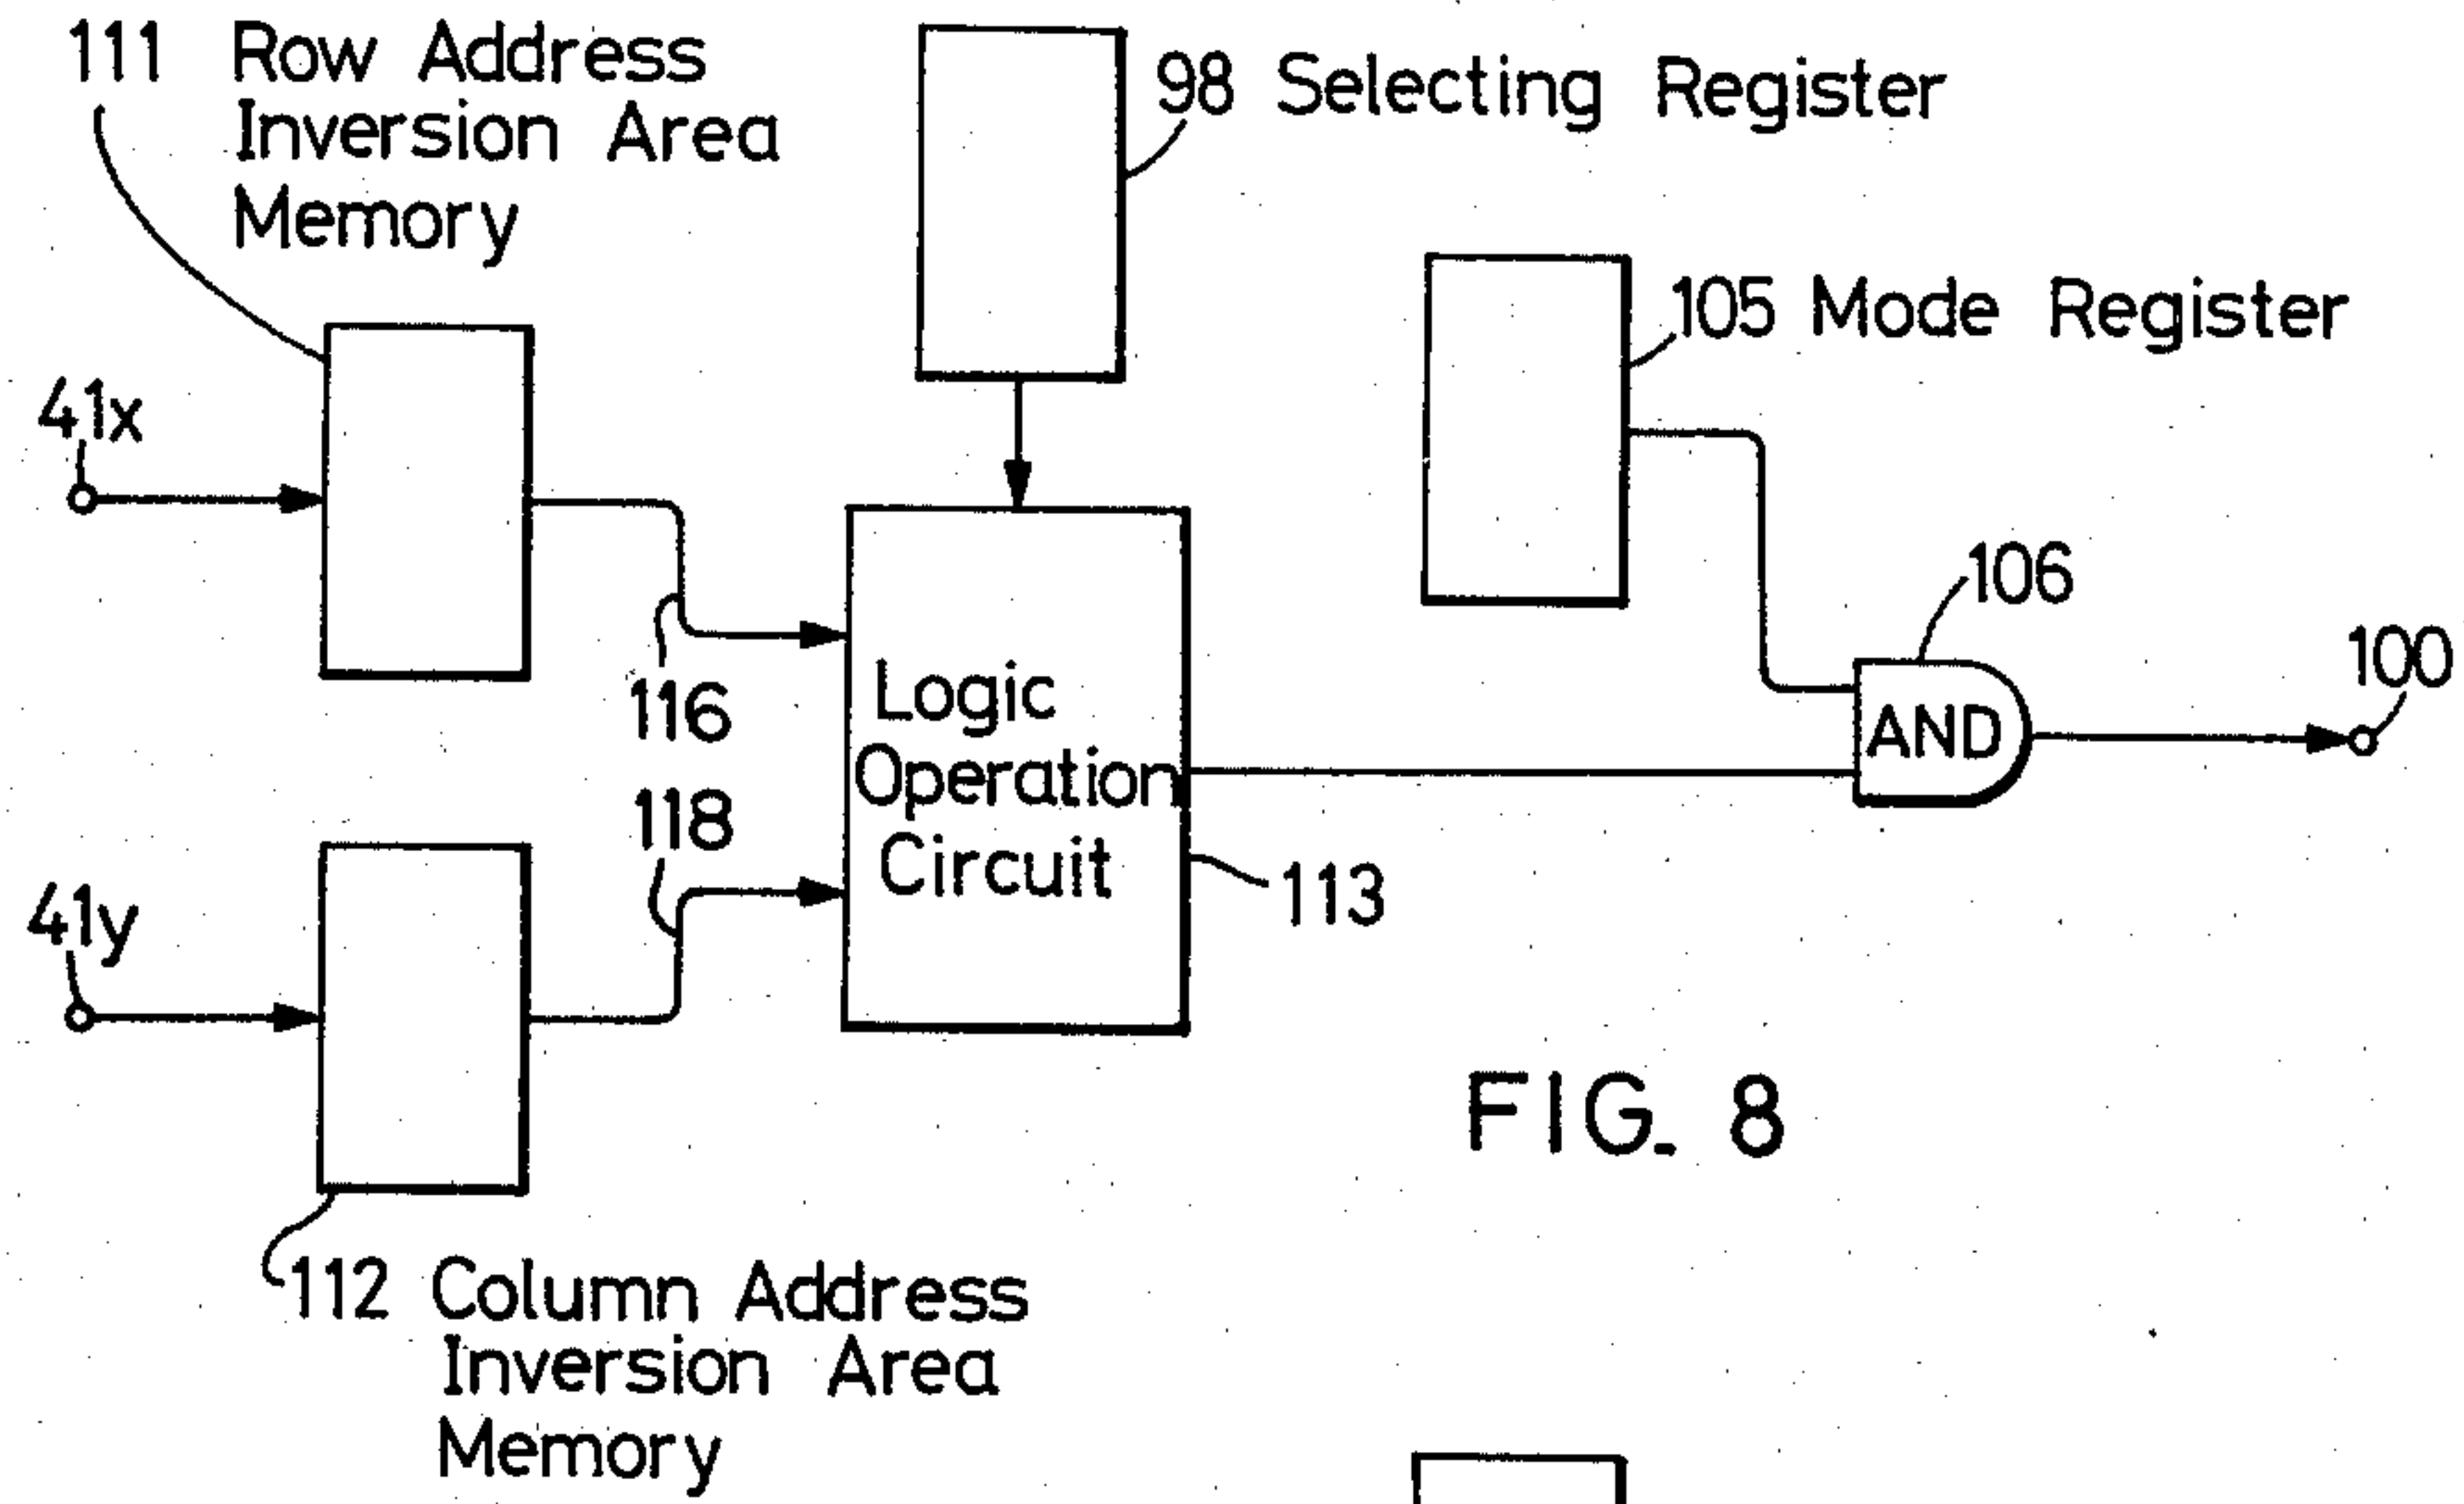 111 Row Address
Inversion Area
Memory
98 Selecting Register
105 Mode Register
41x
106
100
116
Logic
Operation
Circuit
AND
118
113
41y
FIG. 8
112 Column Address
Inversion Area
Memory